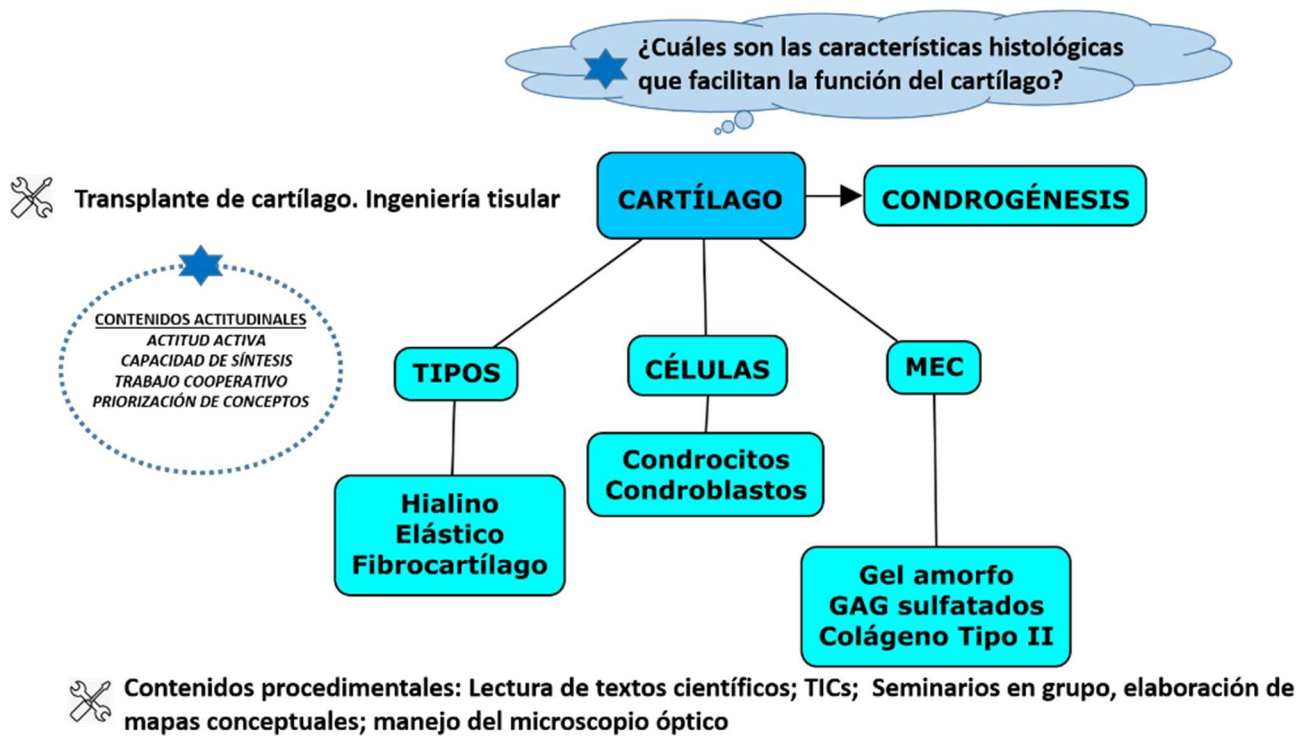 ¿Cuáles son las características histológicas
que facilitan la función del cartílago?
Transplante de cartílago. Ingeniería tisular
CARTÍLAGO
CONDROGÉNESIS
CONTENIDOS ACTITUDINALES
ACTITUD ACTIVA
CAPACIDAD DE SÍNTESIS
TRABAJO COOPERATIVO
PRIORIZACIÓN DE CONCEPTOS
TIPOS
CÉLULAS
MEC
Hialino
Elástico
Fibrocartílago
Condrocitos
Condroblastos
Gel amorfo
GAG sulfatados
Colágeno Tipo II
Contenidos procedimentales: Lectura de textos científicos; TICs; Seminarios en grupo, elaboración de
mapas conceptuales; manejo del microscopio óptico